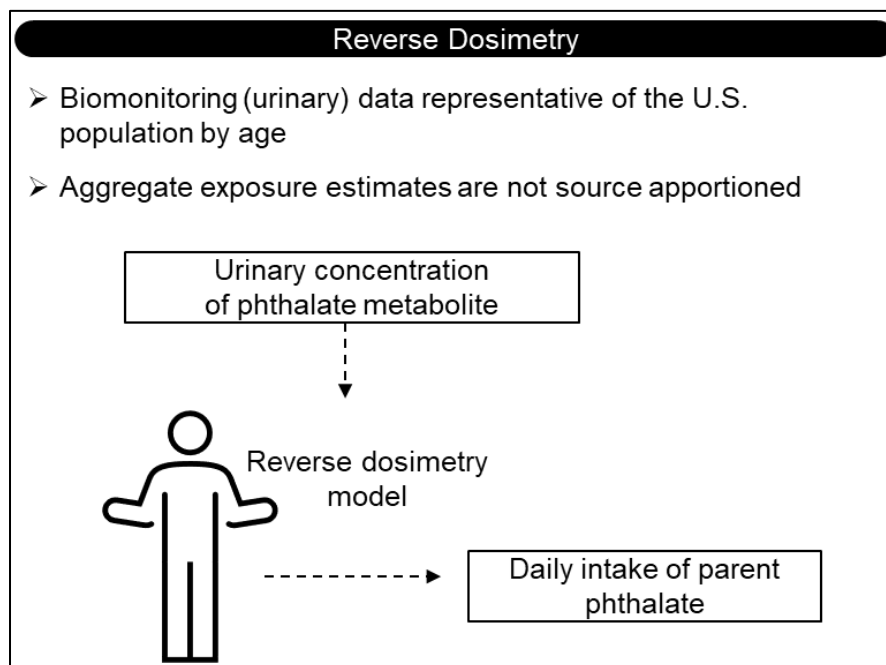 Reverse Dosimetry
➢ Biomonitoring (urinary) data representative of the U.S.
population by age
➢ Aggregate exposure estimates are not source apportioned
Urinary concentration
of phthalate metabolite
Reverse dosimetry
model
Daily intake of parent
phthalate